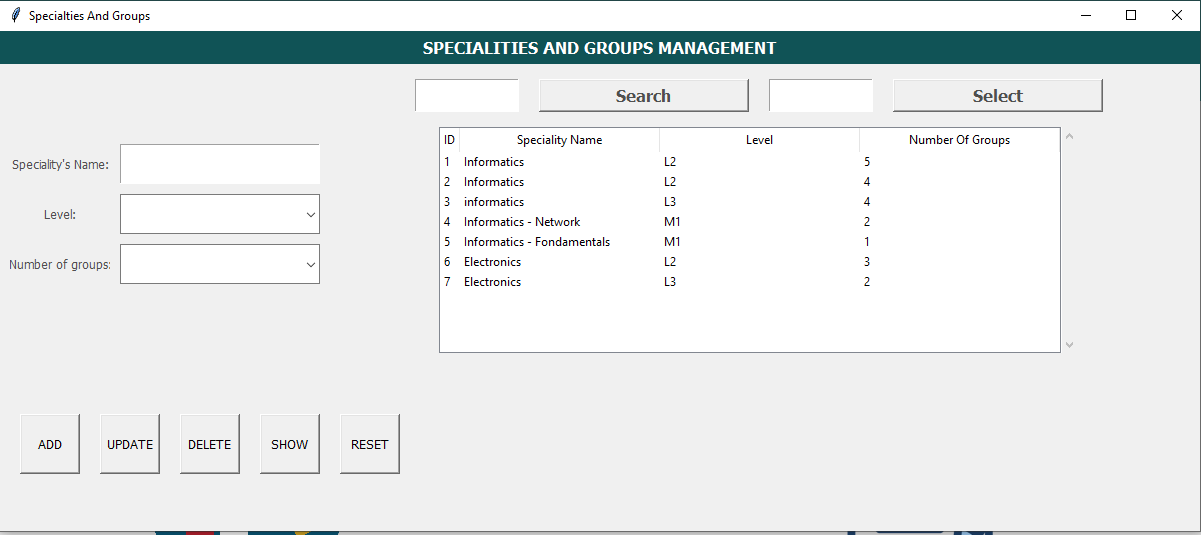 Specialties And Groups
SPECIALITIES AND GROUPS MANAGEMENT
Search Select
ID Speciality Name Level Number Of Groups
1 Informatics L2 5
2 Informatics L2 4
3 informatics L3 4
4 Informatics - Network M1 2
5 Informatics - Fondamentals M1 1
6 Electronics L2 3
7 Electronics L3 2
Speciality's Name:
Level:
Number of groups:
ADD UPDATE DELETE SHOW RESET